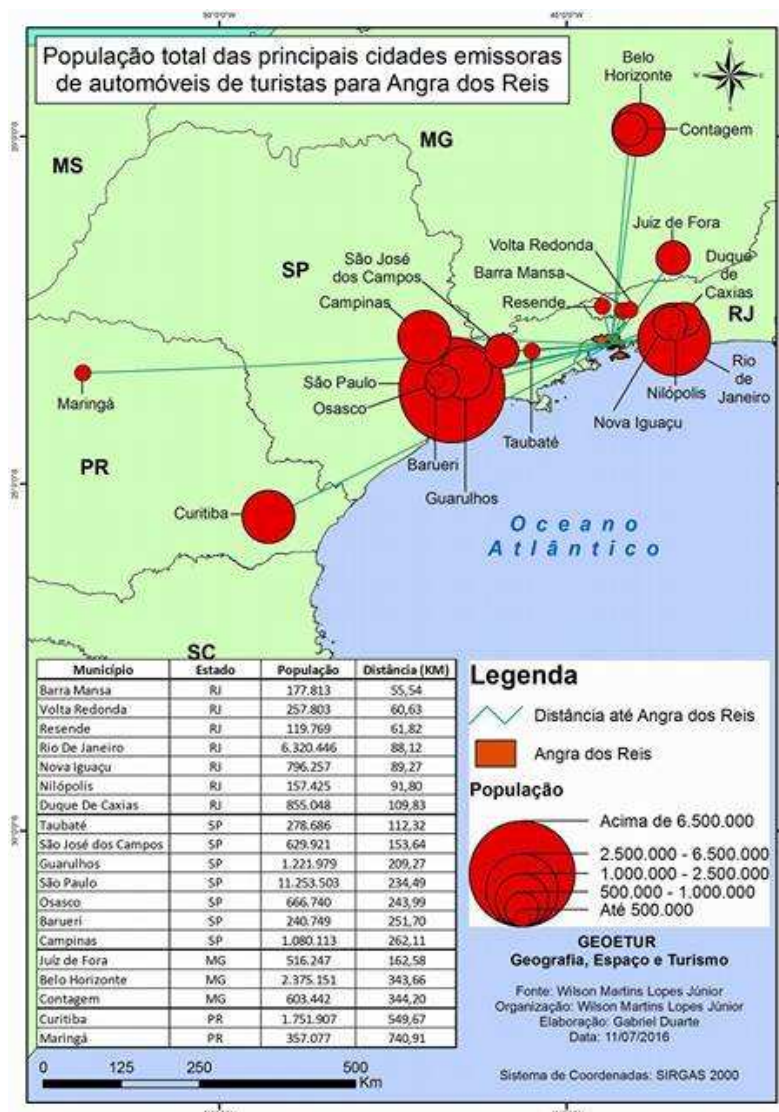 50°0'0"W
População total das principais cidades emissoras
de automóveis de turistas para Angra dos Reis
Belo
Horizonte
Contagem
MG
MS
Juiz de Fora
Volta Redonda
Duque
de
Caxias
São José
dos Campos
Barra Mansa
SP
Resende
Campinas
RJ
São Paulo
Rio
de
Janeiro
Maringá
Osasco
Nilópolis
Nova Iguaçu
Taubaté
Barueri
PR
Guarulhos
Curitiba
Oceano
Atlântico
SC
Município Estado População Distância (KM)
Barra Mansa RJ 177.813 55,54
Volta Redonda RJ 257.803 60,63
Resende RJ 119.769 61,82
Rio De Janeiro RJ 6.320.446 88,12
Nova Iguaçu RJ 796.257 89,27
Nilópolis RJ 157.425 91,80
Duque De Caxias RJ 855.048 109,83
Taubaté SP 278.686 112,32
São José dos Campos SP 629.921 153,64
Guarulhos SP 1.221.979 209,27
São Paulo SP 11.253.503 234,49
Osasco SP 666.740 243,99
Barueri SP 240.749 251,70
Campinas SP 1.080.113 262,11
Juíz de Fora MG 516.247 162,58
Belo Horizonte MG 2.375.151 343,66
Contagem MG 603.442 344,20
Curitiba PR 1.751.907 549,67
Maringá PR 357.077 740,91
0 125 250 500
Km
Legenda
Distância até Angra dos Reis
Angra dos Reis
População
Acima de 6.500.000
2.500.000 - 6.500.000
1.000.000 - 2.500.000
500.000 - 1.000.000
Até 500.000
GEOETUR
Geografia, Espaço e Turismo
Fonte: Wilson Martins Lopes Júnior
Organização: Wilson Martins Lopes Júnior
Elaboração: Gabriel Duarte
Data: 11/07/2016
Sistema de Coordenadas: SIRGAS 2000